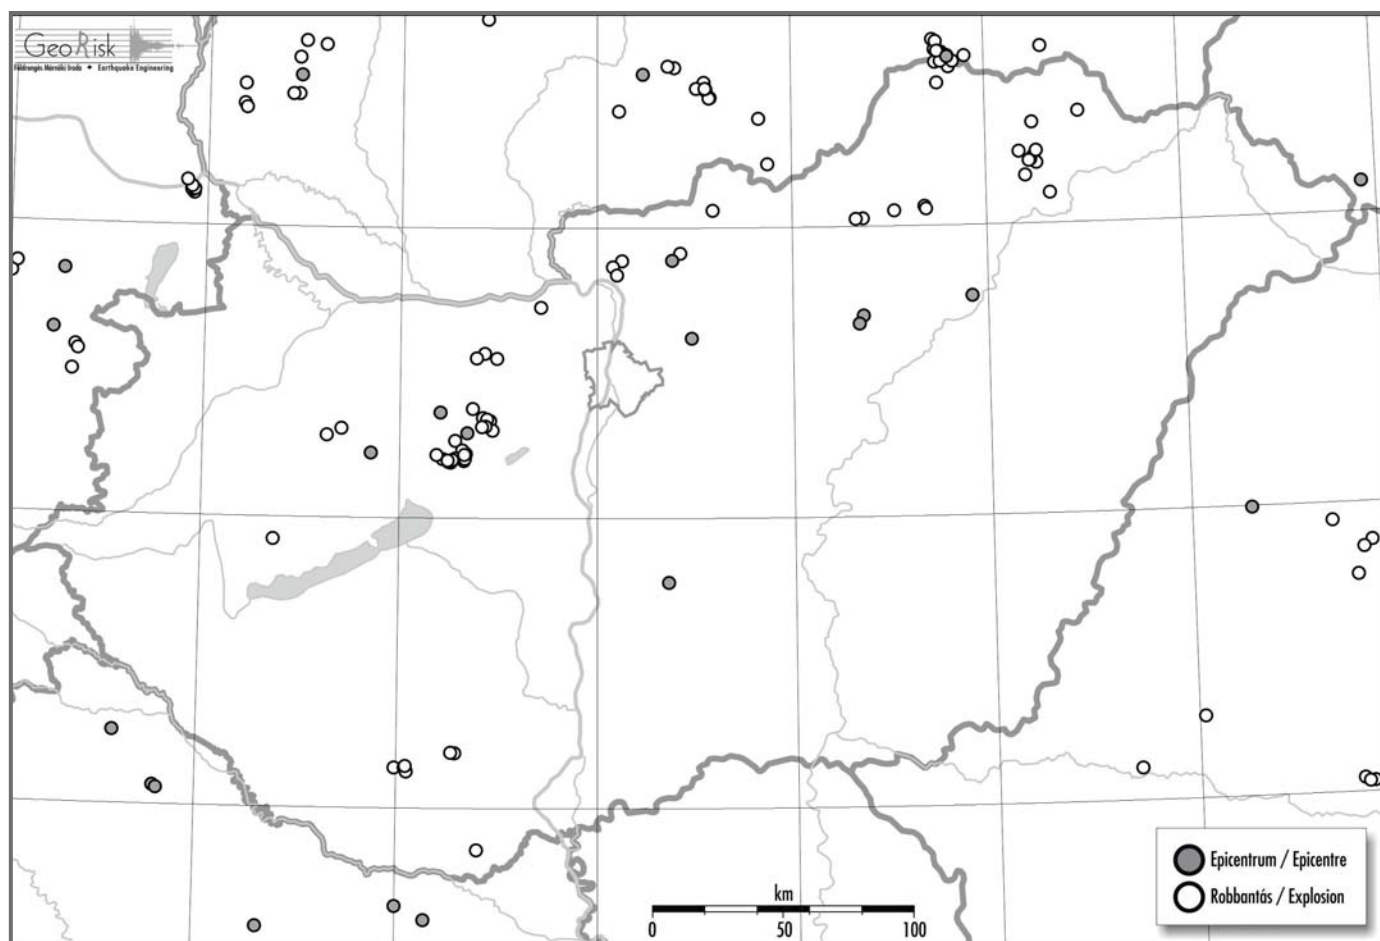 GeoRisk
Földrengés Mérnöki Iroda ◆ Earthquake Engineering
km
0 50 100
Epicentrum / Epicentre
Robbantás / Explosion